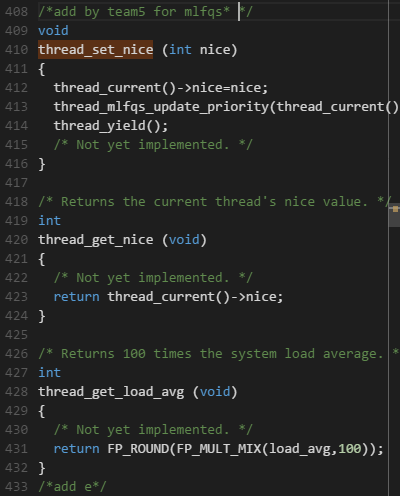 408 /*add by team5 for mlfqs* */
409 void
410 thread_set_nice (int nice)
411 {
412   thread_current()->nice=nice;
413   thread_mlfqs_update_priority(thread_current()
414   thread_yield();
415   /* Not yet implemented. */
416 }
417
418 /* Returns the current thread's nice value. */
419 int
420 thread_get_nice (void)
421 {
422   /* Not yet implemented. */
423   return thread_current()->nice;
424 }
425
426 /* Returns 100 times the system load average. *
427 int
428 thread_get_load_avg (void)
429 {
430   /* Not yet implemented. */
431   return FP_ROUND(FP_MULT_MIX(load_avg,100));
432 }
433 /*add e*/